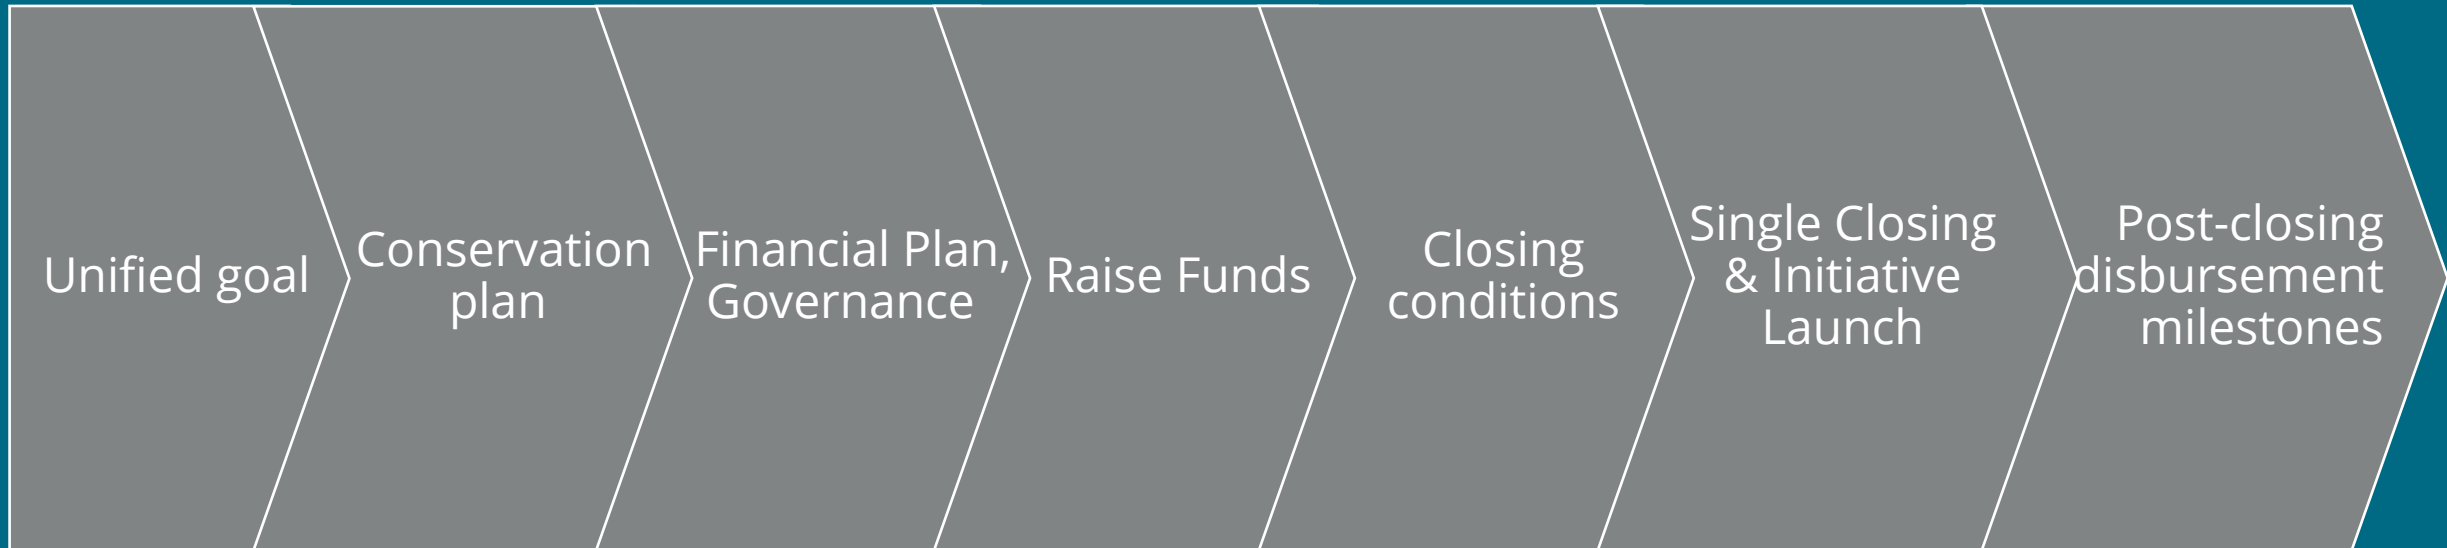 Unified goal
Conservation
plan
Financial Plan,
Governance
Raise Funds
Closing
conditions
Single Closing
& Initiative
Launch
Post-closing
disbursement
milestones